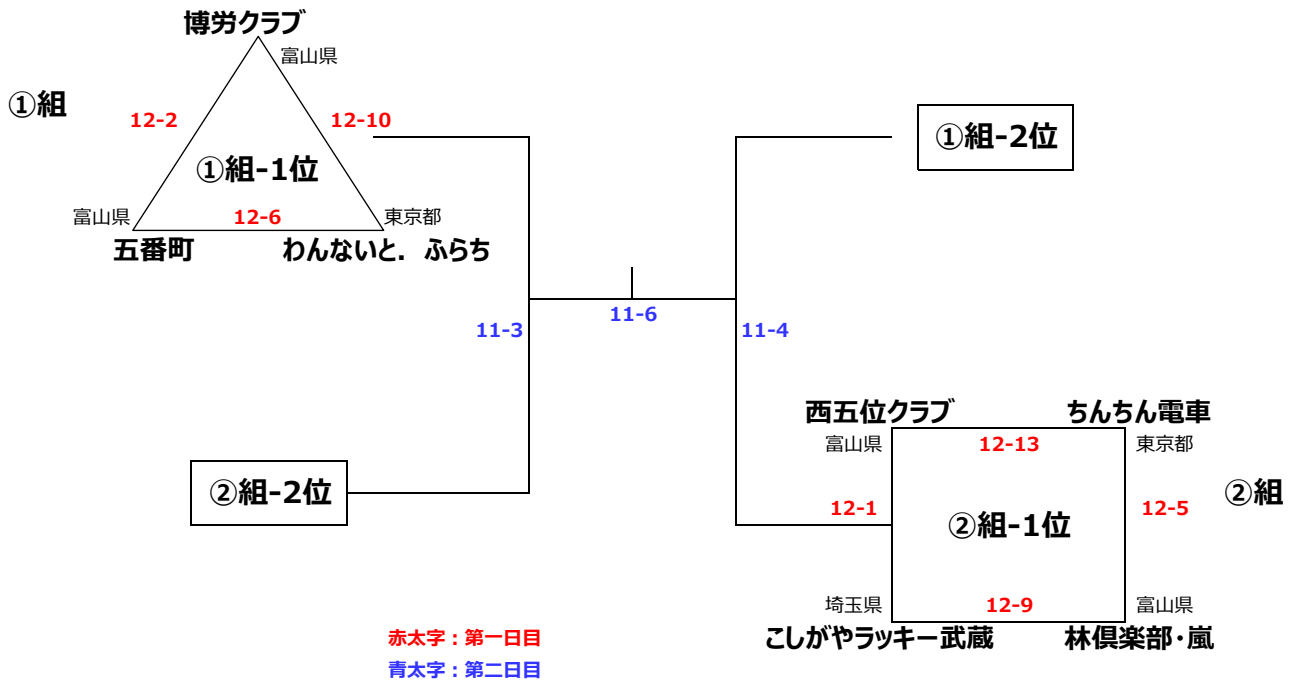 博労クラブ
富山県
①組
12-2
12-10
①組-1位
富山県
12-6
東京都
五番町
わんないと．ふらち
①組-2位
11-3
11-6
11-4
②組-2位
西五位クラブ
ちんちん電車
富山県
12-13
東京都
②組
12-1
②組-1位
12-5
埼玉県
12-9
富山県
こしがやラッキー武蔵
林倶楽部・嵐
赤太字：第一日目
青太字：第二日目